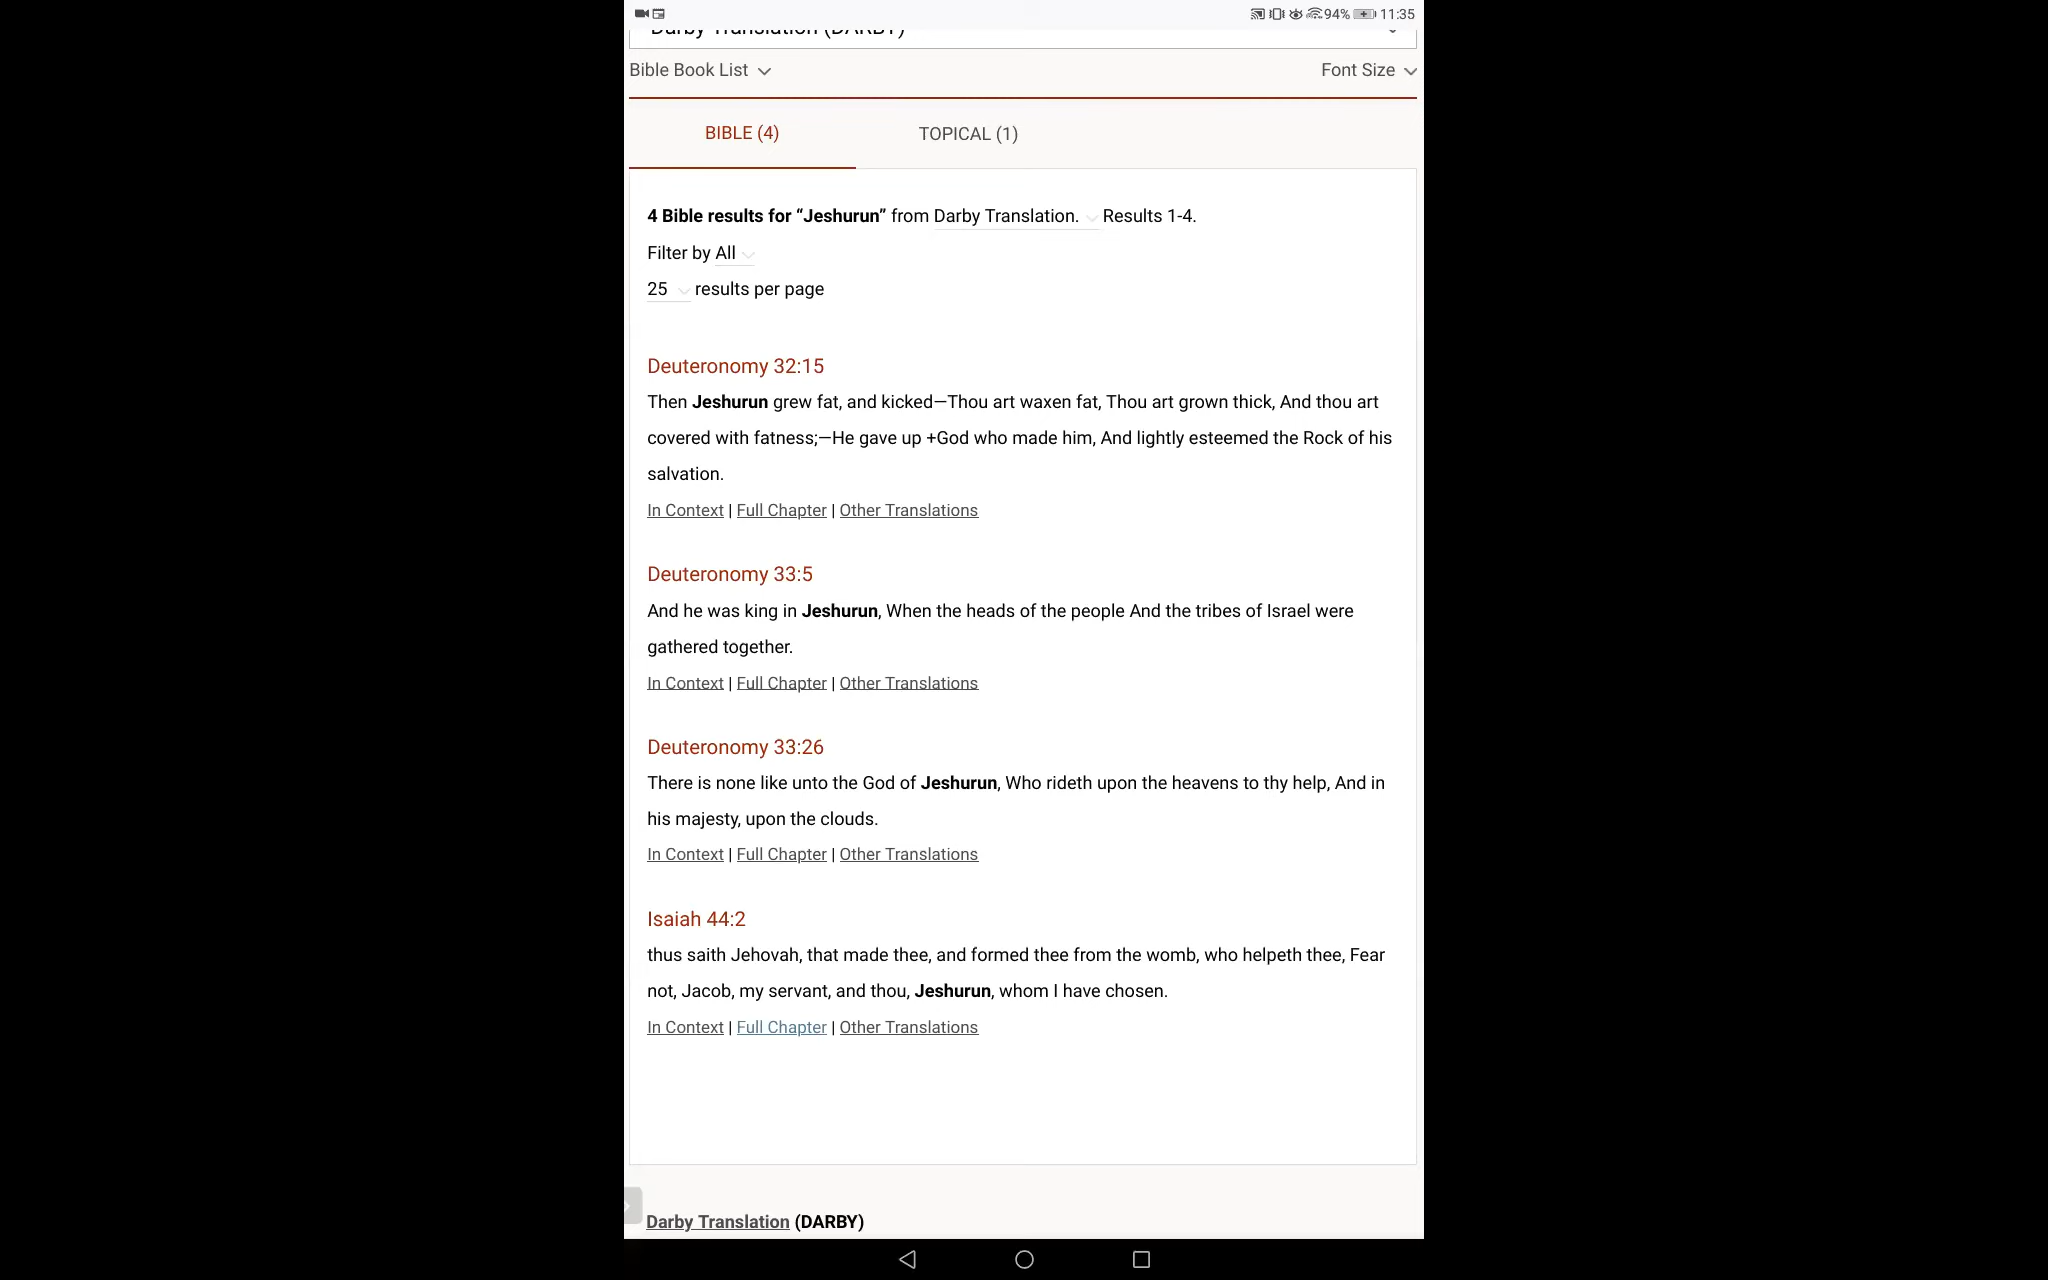 94% 11:35
Darby Translation (DARBY)
Bible Book List Font Size
BIBLE (4) TOPICAL (1)
4 Bible results for “Jeshurun” from Darby Translation. Results 1-4.
Filter by All
25 results per page
Deuteronomy 32:15
Then Jeshurun grew fat, and kicked—Thou art waxen fat, Thou art grown thick, And thou art
covered with fatness;—He gave up +God who made him, And lightly esteemed the Rock of his
salvation.
In Context | Full Chapter | Other Translations
Deuteronomy 33:5
And he was king in Jeshurun, When the heads of the people And the tribes of Israel were
gathered together.
In Context | Full Chapter | Other Translations
Deuteronomy 33:26
There is none like unto the God of Jeshurun, Who rideth upon the heavens to thy help, And in
his majesty, upon the clouds.
In Context | Full Chapter | Other Translations
Isaiah 44:2
thus saith Jehovah, that made thee, and formed thee from the womb, who helpeth thee, Fear
not, Jacob, my servant, and thou, Jeshurun, whom I have chosen.
In Context | Full Chapter | Other Translations
Darby Translation (DARBY)